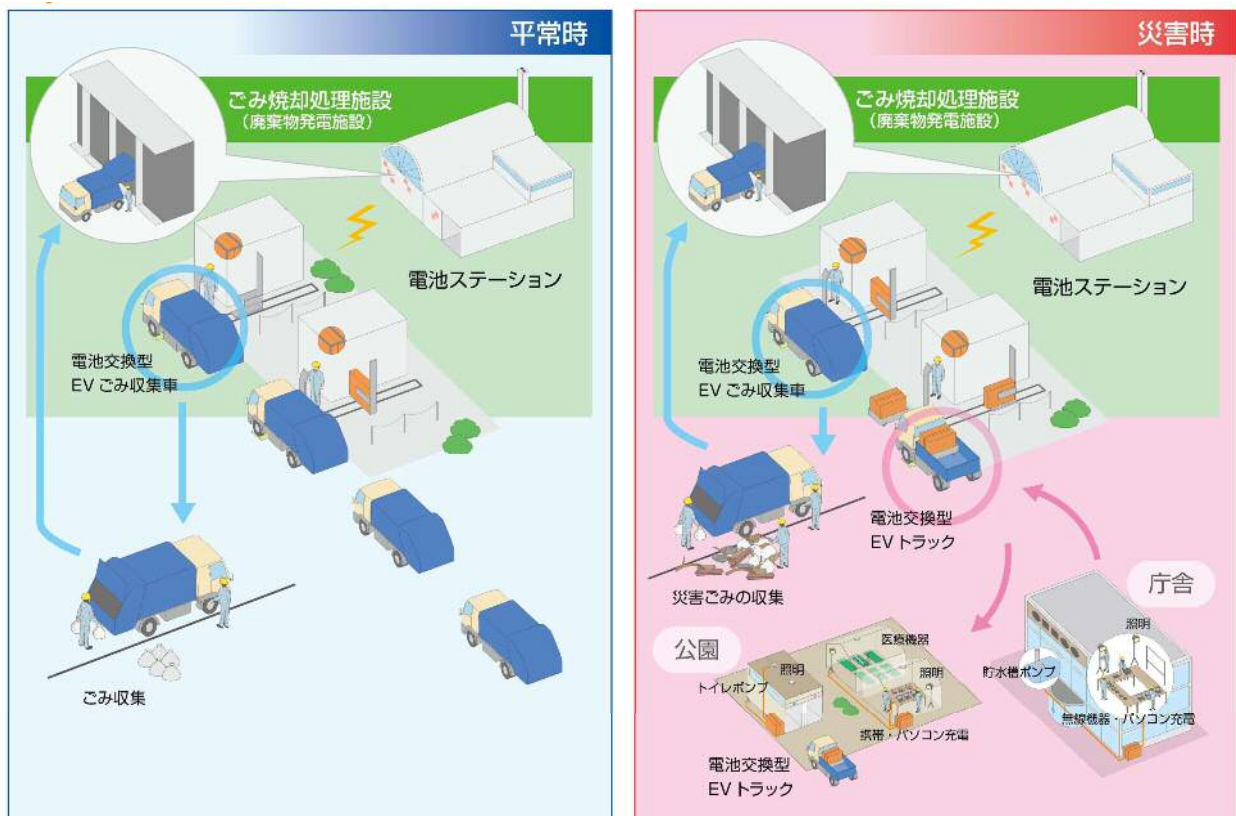 平常時
ごみ焼却処理施設
（廃棄物発電施設）
電池ステーション
電池交換型
EV ごみ収集車
ごみ収集
災害時
ごみ焼却処理施設
（廃棄物発電施設）
電池ステーション
電池交換型
EV ごみ収集車
電池交換型
EV トラック
災害ごみの収集
庁舎
照明
貯水槽ポンプ
無線機器・パソコン充電
公園
医療機器
照明
照明
トイレポンプ
携帯・パソコン充電
電池交換型
EV トラック